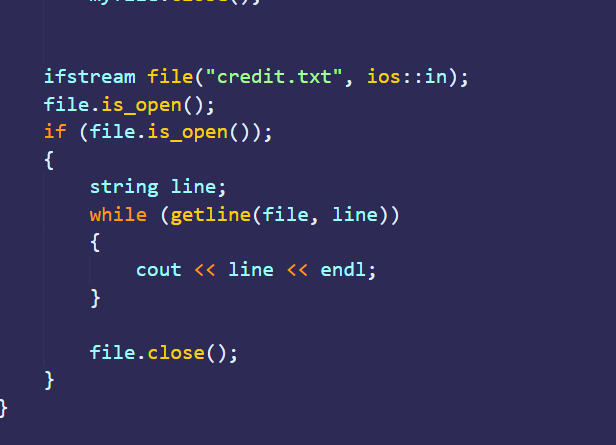 ifstream file("credit.txt", ios::in);
file.is_open();
if (file.is_open());
{
string line;
while (getline(file, line))
{
cout << line << endl;
}
file.close();
}
}